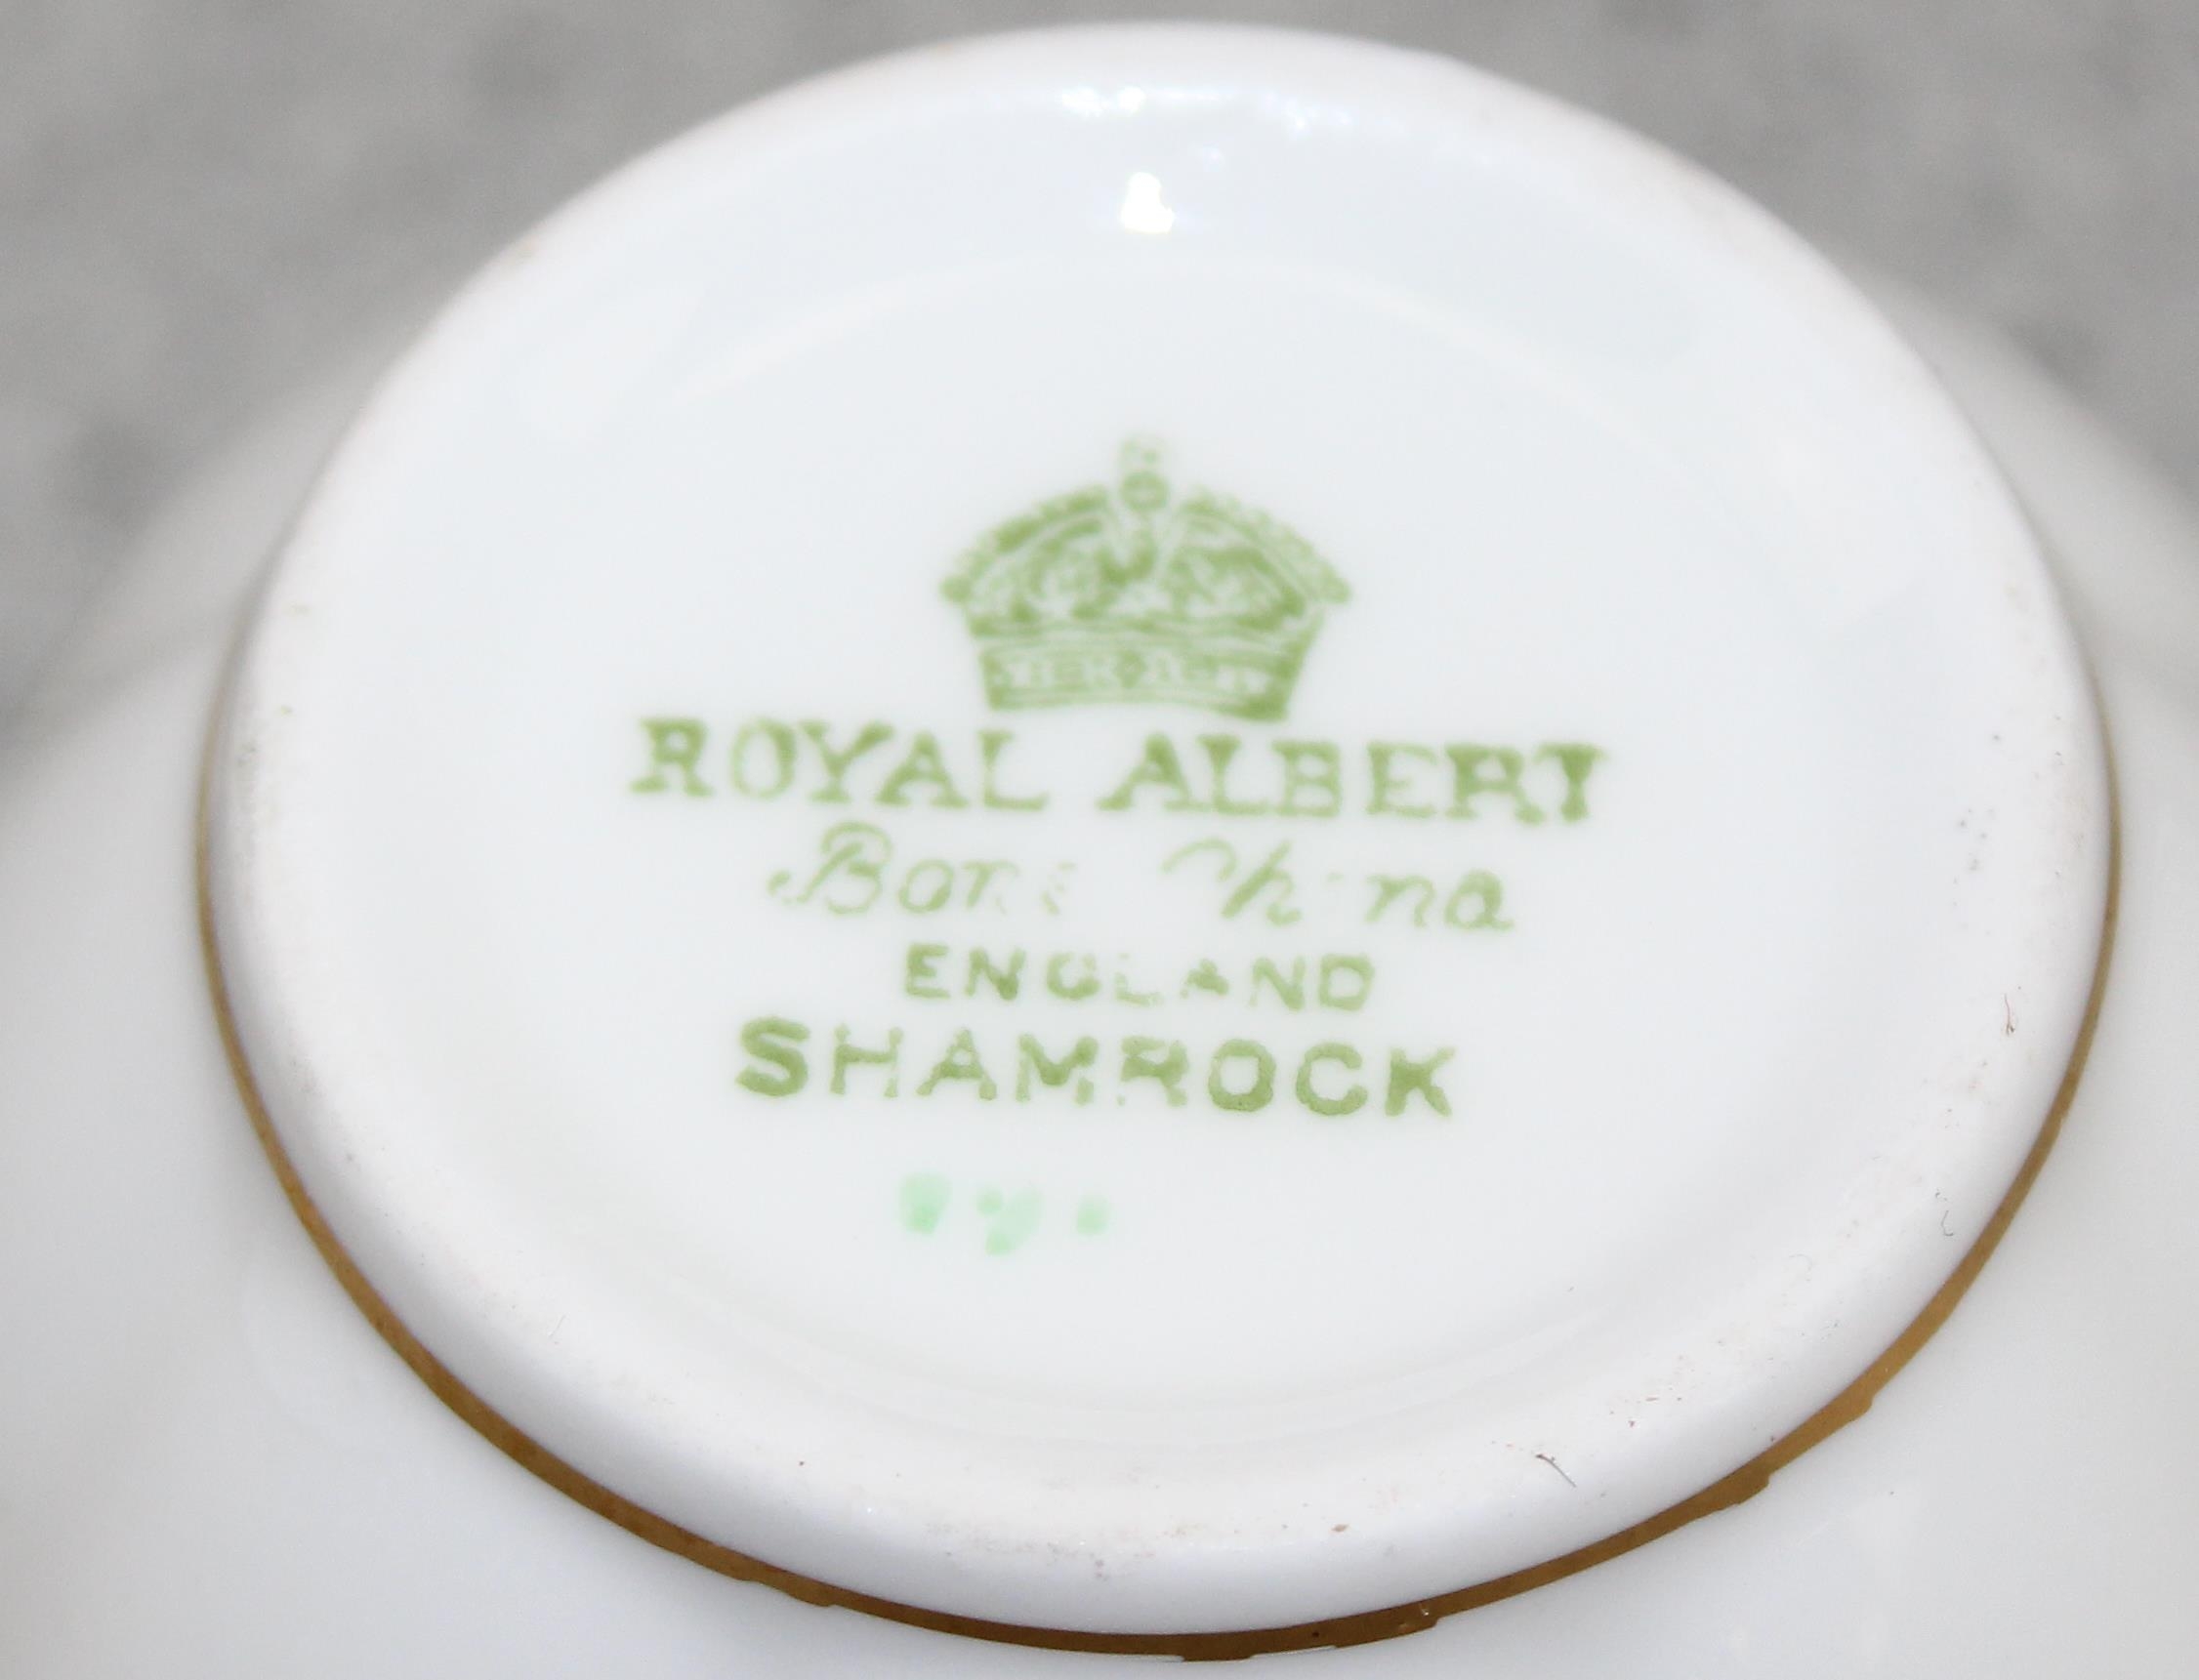 ROYAL ALBERT
Bone China
ENGLAND
SHAMROCK